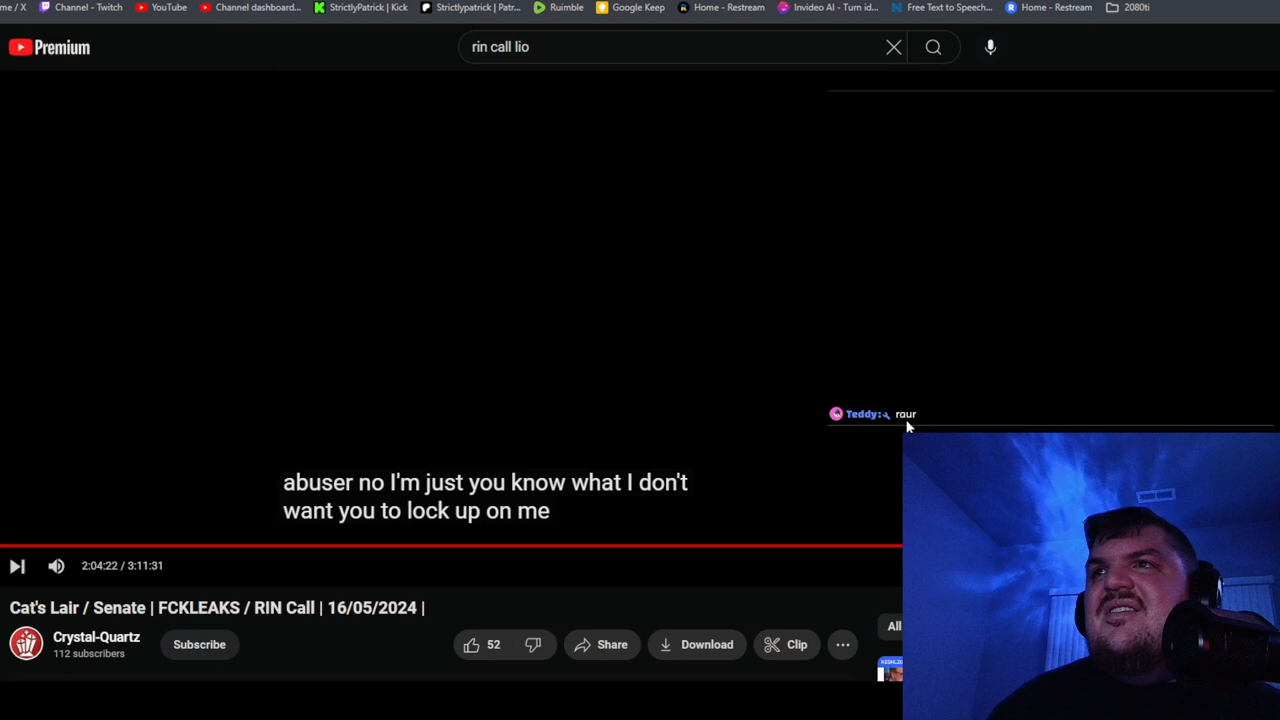 me / X Channel - Twitch YouTube Channel dashboard... StrictlyPatrick | Kick Strictlypatrick | Patr... Rumble Google Keep Home - Restream Invideo AI - Turn id... Free Text to Speech... Home - Restream 2080ti
Premium
rin call lio
Teddy: raur
abuser no I'm just you know what I don't
want you to lock up on me
2:04:22 / 3:11:31
Cat's Lair / Senate | FCKLEAKS / RIN Call | 16/05/2024 |
Crystal-Quartz
112 subscribers
Subscribe
52
Share
Download
Clip
All